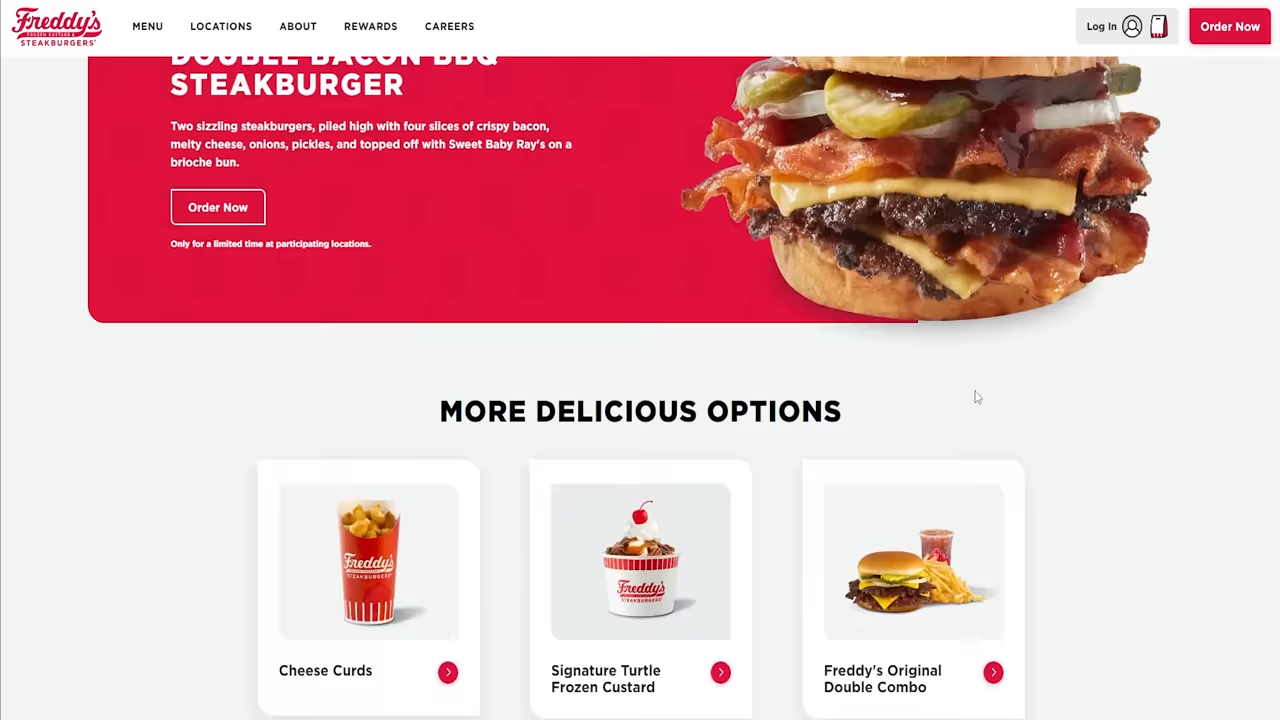 Freddy's
FROZEN CUSTARD &
STEAKBURGERS
MENU
LOCATIONS
ABOUT
REWARDS
CAREERS
Log In
Order Now
DOUBLE BACON BBQ
STEAKBURGER
Two sizzling steakburgers, piled high with four slices of crispy bacon,
melty cheese, onions, pickles, and topped off with Sweet Baby Ray's on a
brioche bun.
Order Now
Only for a limited time at participating locations.
MORE DELICIOUS OPTIONS
Freddy's
STEAKBURGERS
Freddy's
STEAKBURGERS
Cheese Curds
Signature Turtle
Frozen Custard
Freddy's Original
Double Combo